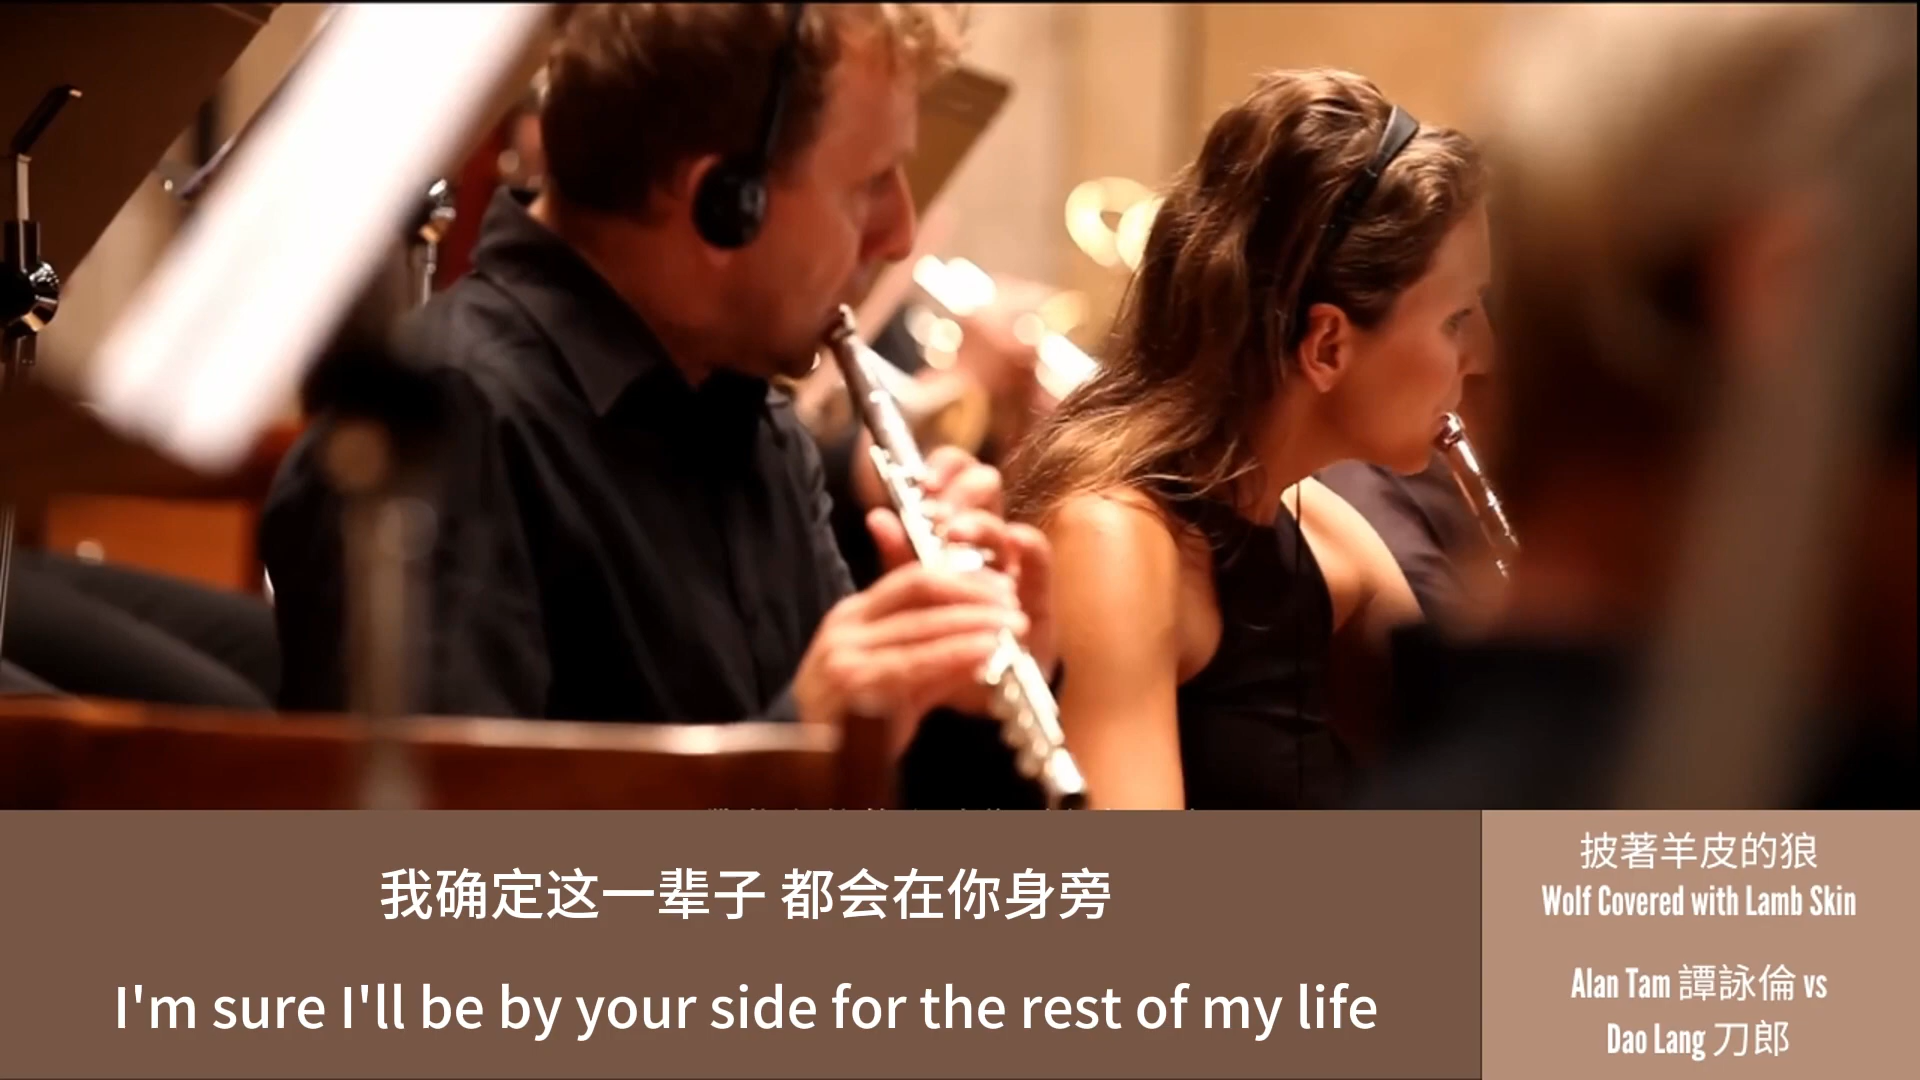 我确定这一辈子 都会在你身旁
I'm sure I'll be by your side for the rest of my life
披著羊皮的狼
Wolf Covered with Lamb Skin
Alan Tam 譚詠倫 vs
Dao Lang 刀郎